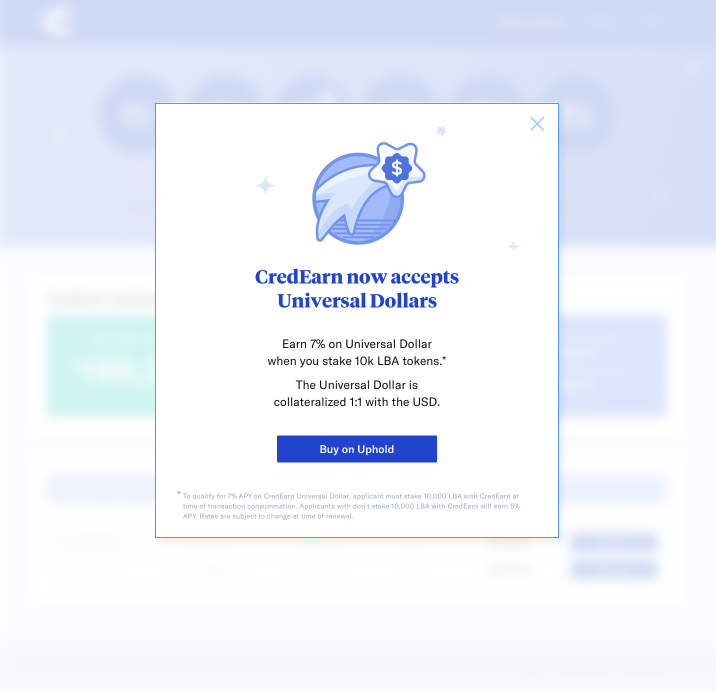 $
CredEarn now accepts
Universal Dollars
Earn 7% on Universal Dollar
when you stake 10k LBA tokens.*
The Universal Dollar is
collateralized 1:1 with the USD.
Buy on Uphold
* To qualify for 7% APY on CredEarn Universal Dollar, applicant must stake 10,000 LBA with CredEarn at
time of transaction consummation. Applicants with don't stake 10,000 LBA with CredEarn will earn 5%
APY. Rates are subject to change at time of renewal.